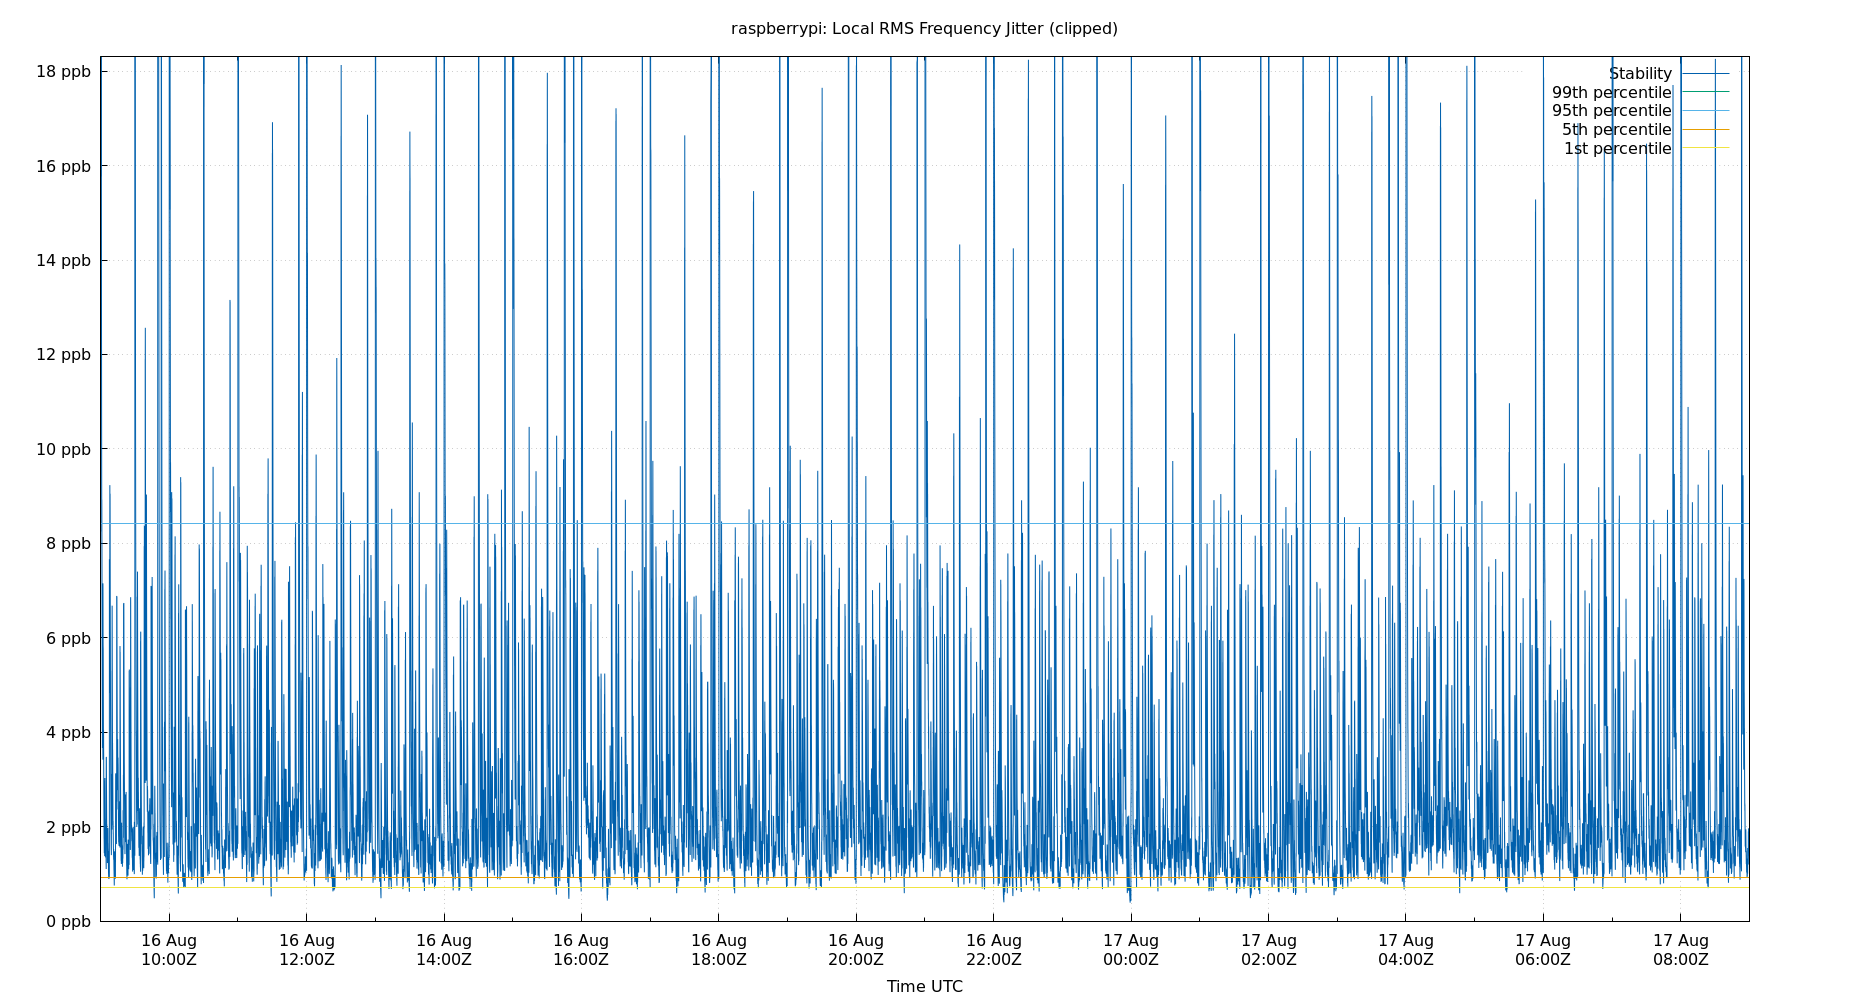 raspberrypi: Local RMS Frequency Jitter (clipped)
18 ppb
16 ppb
14 ppb
12 ppb
10 ppb
8 ppb
6 ppb
4 ppb
2 ppb
0 ppb
Stability
99th percentile
95th percentile
5th percentile
1st percentile
16 Aug 16 Aug 16 Aug 16 Aug 16 Aug 16 Aug 16 Aug 17 Aug 17 Aug 17 Aug 17 Aug 17 Aug
10:00Z 12:00Z 14:00Z 16:00Z 18:00Z 20:00Z 22:00Z 00:00Z 02:00Z 04:00Z 06:00Z 08:00Z
Time UTC